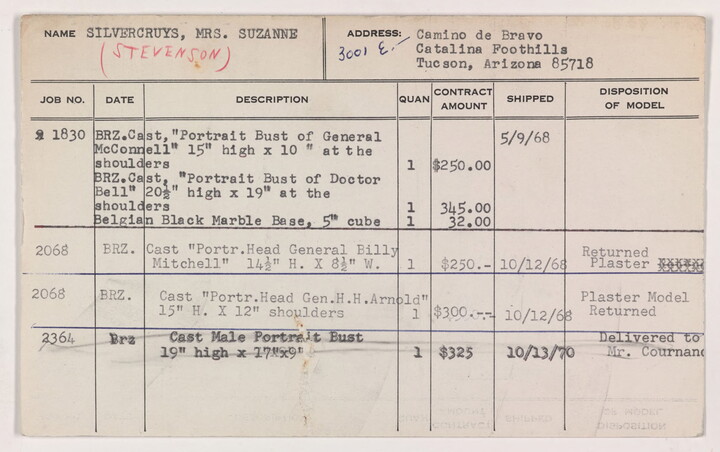 NAME SILVERCRUYS, MRS. SUZANNE
(STEVENSON)
ADDRESS: Camino de Bravo
3001 E.
Catalina Foothills
Tucson, Arizona 85718
JOB NO. DATE DESCRIPTION QUAN CONTRACT AMOUNT SHIPPED DISPOSITION OF MODEL
1830 BRZ.Cast,"Portrait Bust of General 5/9/68
McConnell" 15" high x 10 " at the
shoulders 1 $250.00
BRZ.Cast, "Portrait Bust of Doctor
Bell" 20½" high x 19" at the
shoulders 1 345.00
Belgian Black Marble Base, 5" cube 1 32.00
2068 BRZ. Cast "Portr.Head General Billy Returned
Mitchell" 14½" H. X 8½" W. 1 $250.- 10/12/68 Plaster
2068 BRZ. Cast "Portr.Head Gen.H.H.Arnold" Plaster Model
15" H. X 12" shoulders 1 $300.-- 10/12/68 Returned
2364 Brz Cast Male Portrait Bust Delivered to
19" high x 17"x9" 1 $325 10/13/70 Mr. Cournand